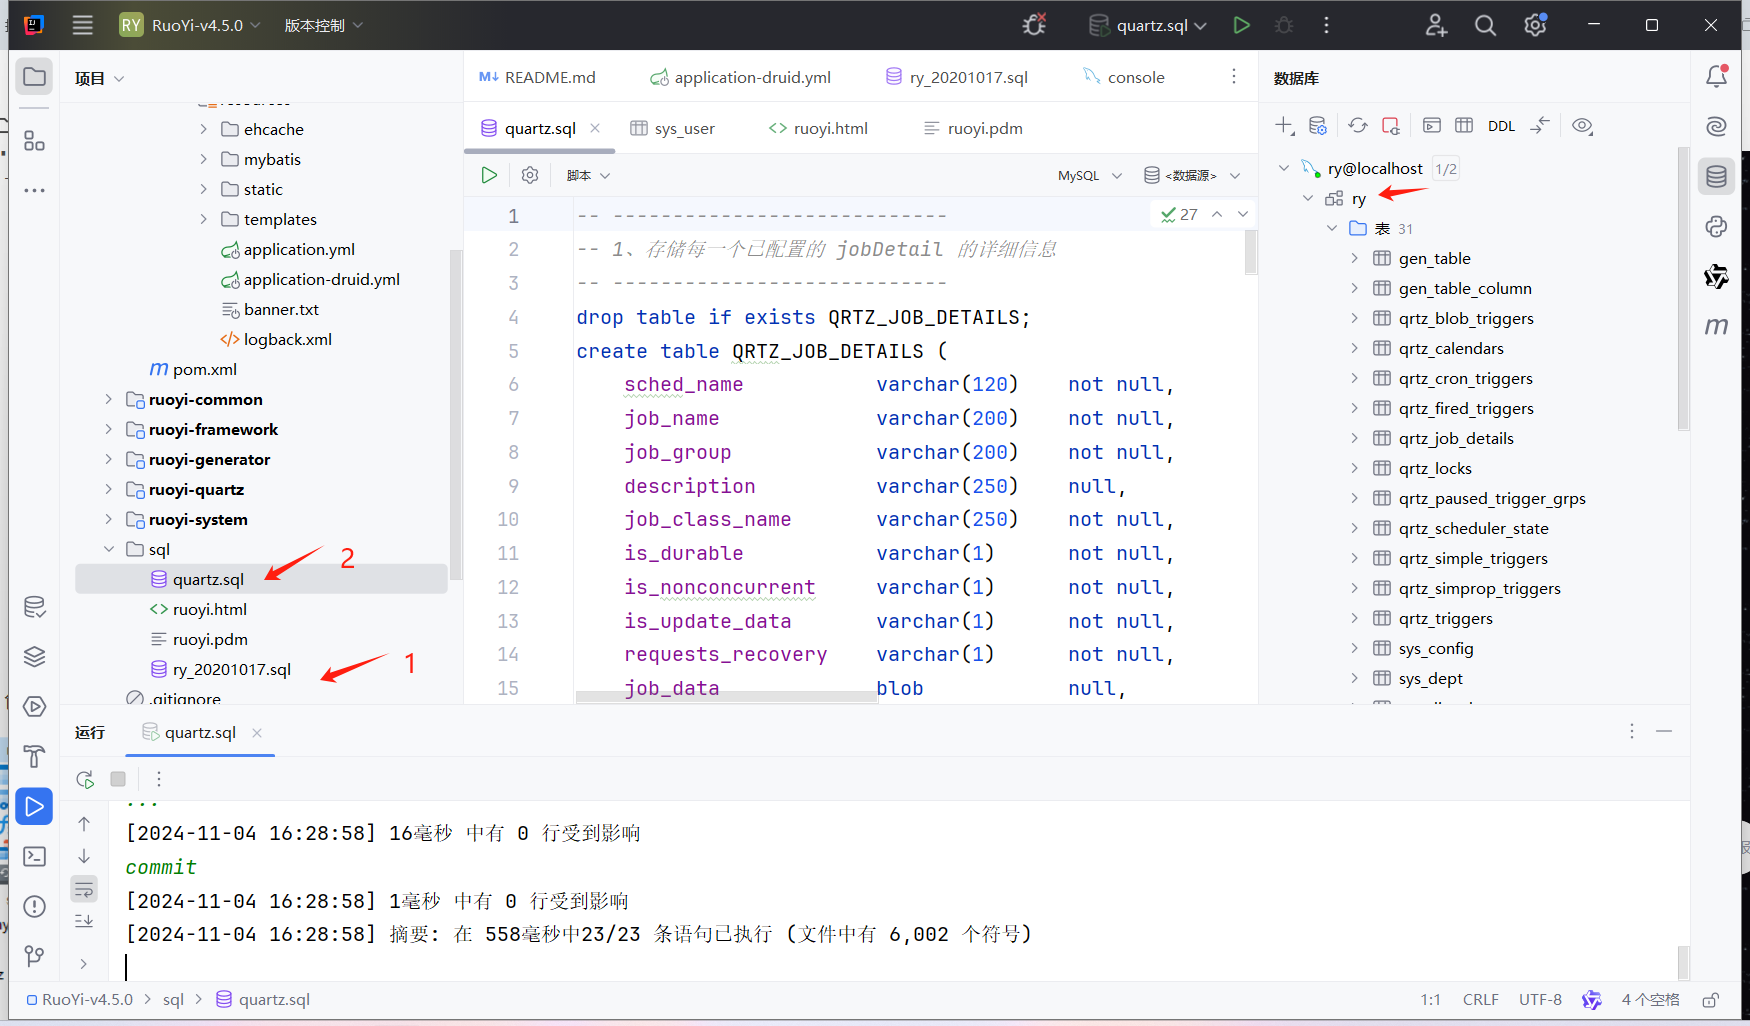 RY RuoYi-v4.5.0 版本控制 quartz.sql
项目
ehcache
mybatis
static
templates
application.yml
application-druid.yml
banner.txt
logback.xml
pom.xml
ruoyi-common
ruoyi-framework
ruoyi-generator
ruoyi-quartz
ruoyi-system
sql
quartz.sql
2
ruoyi.html
ruoyi.pdm
ry_20201017.sql
1
.gitignore
README.md application-druid.yml ry_20201017.sql console
quartz.sql sys_user ruoyi.html ruoyi.pdm
脚本 MySQL <数据源>
27
1 -- ----------------------------
2 -- 1、存储每一个已配置的 jobDetail 的详细信息
3 -- ----------------------------
4 drop table if exists QRTZ_JOB_DETAILS;
5 create table QRTZ_JOB_DETAILS (
6 sched_name varchar(120) not null,
7 job_name varchar(200) not null,
8 job_group varchar(200) not null,
9 description varchar(250) null,
10 job_class_name varchar(250) not null,
11 is_durable varchar(1) not null,
12 is_nonconcurrent varchar(1) not null,
13 is_update_data varchar(1) not null,
14 requests_recovery varchar(1) not null,
15 job_data blob null,
数据库
DDL
ry@localhost 1/2
ry
表 31
gen_table
gen_table_column
qrtz_blob_triggers
qrtz_calendars
qrtz_cron_triggers
qrtz_fired_triggers
qrtz_job_details
qrtz_locks
qrtz_paused_trigger_grps
qrtz_scheduler_state
qrtz_simple_triggers
qrtz_simprop_triggers
qrtz_triggers
sys_config
sys_dept
运行 quartz.sql
...
[2024-11-04 16:28:58] 16毫秒 中有 0 行受到影响
commit
[2024-11-04 16:28:58] 1毫秒 中有 0 行受到影响
[2024-11-04 16:28:58] 摘要: 在 558毫秒中23/23 条语句已执行 (文件中有 6,002 个符号)
RuoYi-v4.5.0 > sql > quartz.sql
1:1 CRLF UTF-8 4 个空格